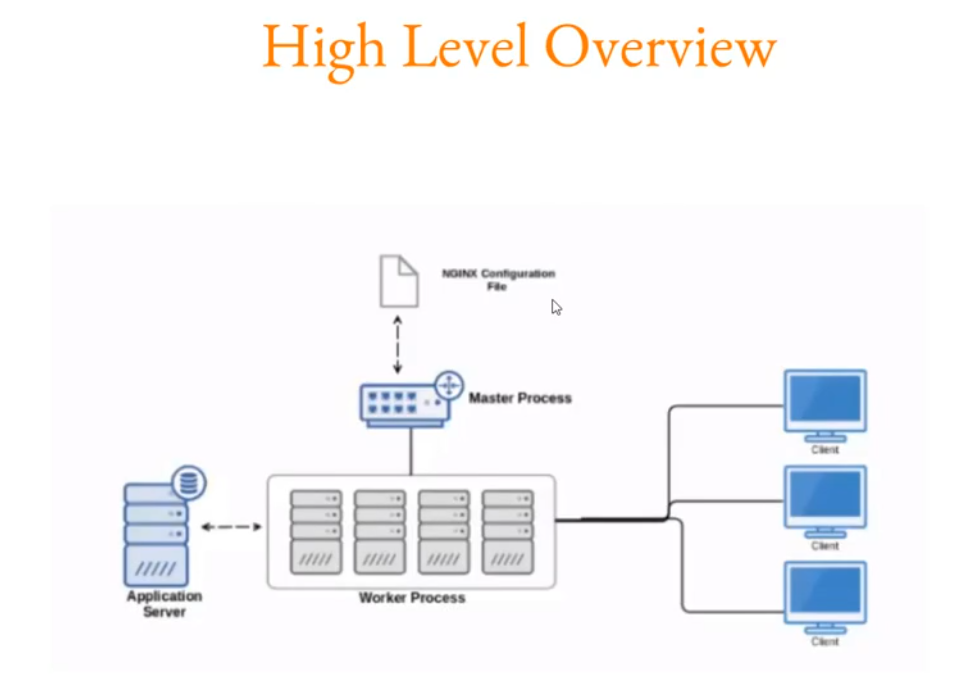 High Level Overview
NGINX Configuration
File
Master Process
Client
Client
Application
Server
Worker Process
Client